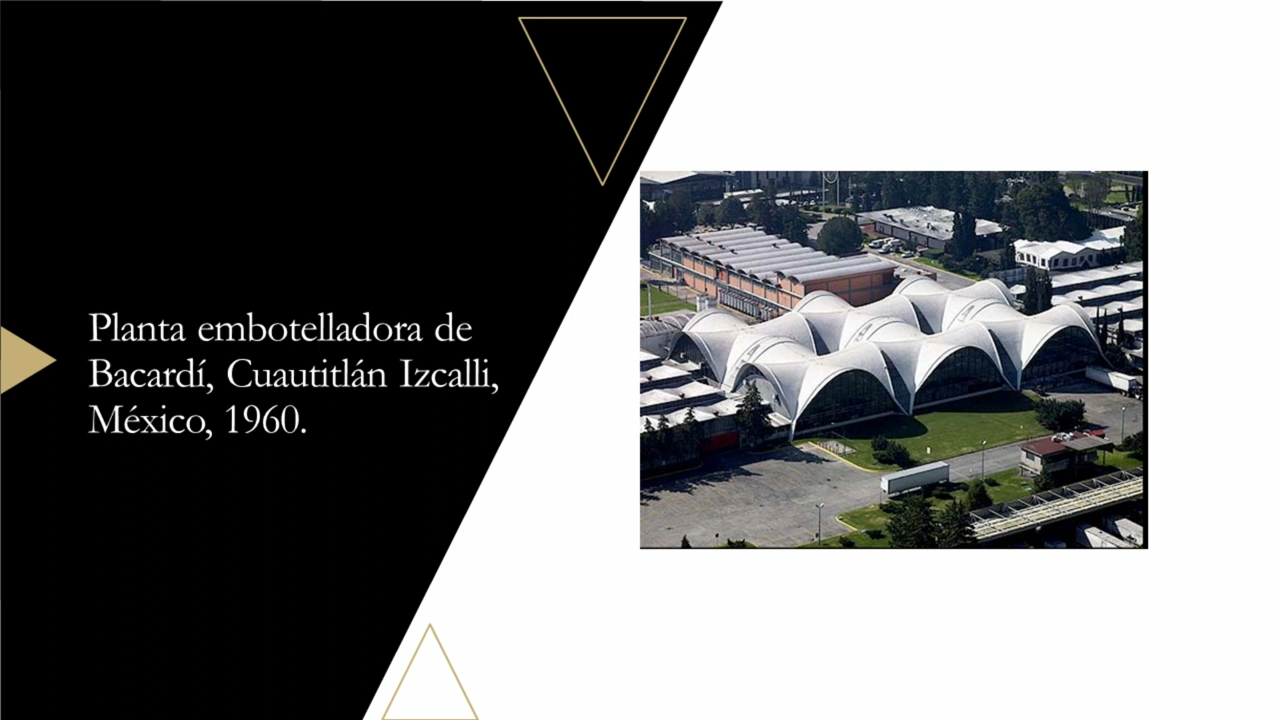 Planta embotelladora de
Bacardí, Cuautitlán Izcalli,
México, 1960.